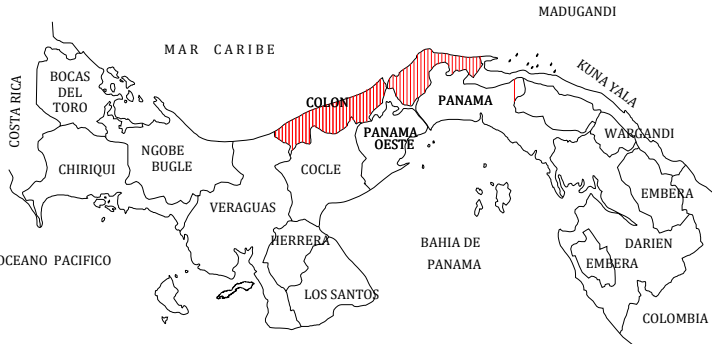 MADUGANDI
MAR CARIBE
KUNA YALA
COSTA RICA
BOCAS
DEL
TORO
COLON
PANAMA
PANAMA
OESTE
WARGANDI
NGOBE
BUGLE
CHIRIQUI
COCLE
EMBERA
VERAGUAS
HERRERA
BAHIA DE
PANAMA
DARIEN
OCEANO PACIFICO
EMBERA
LOS SANTOS
COLOMBIA